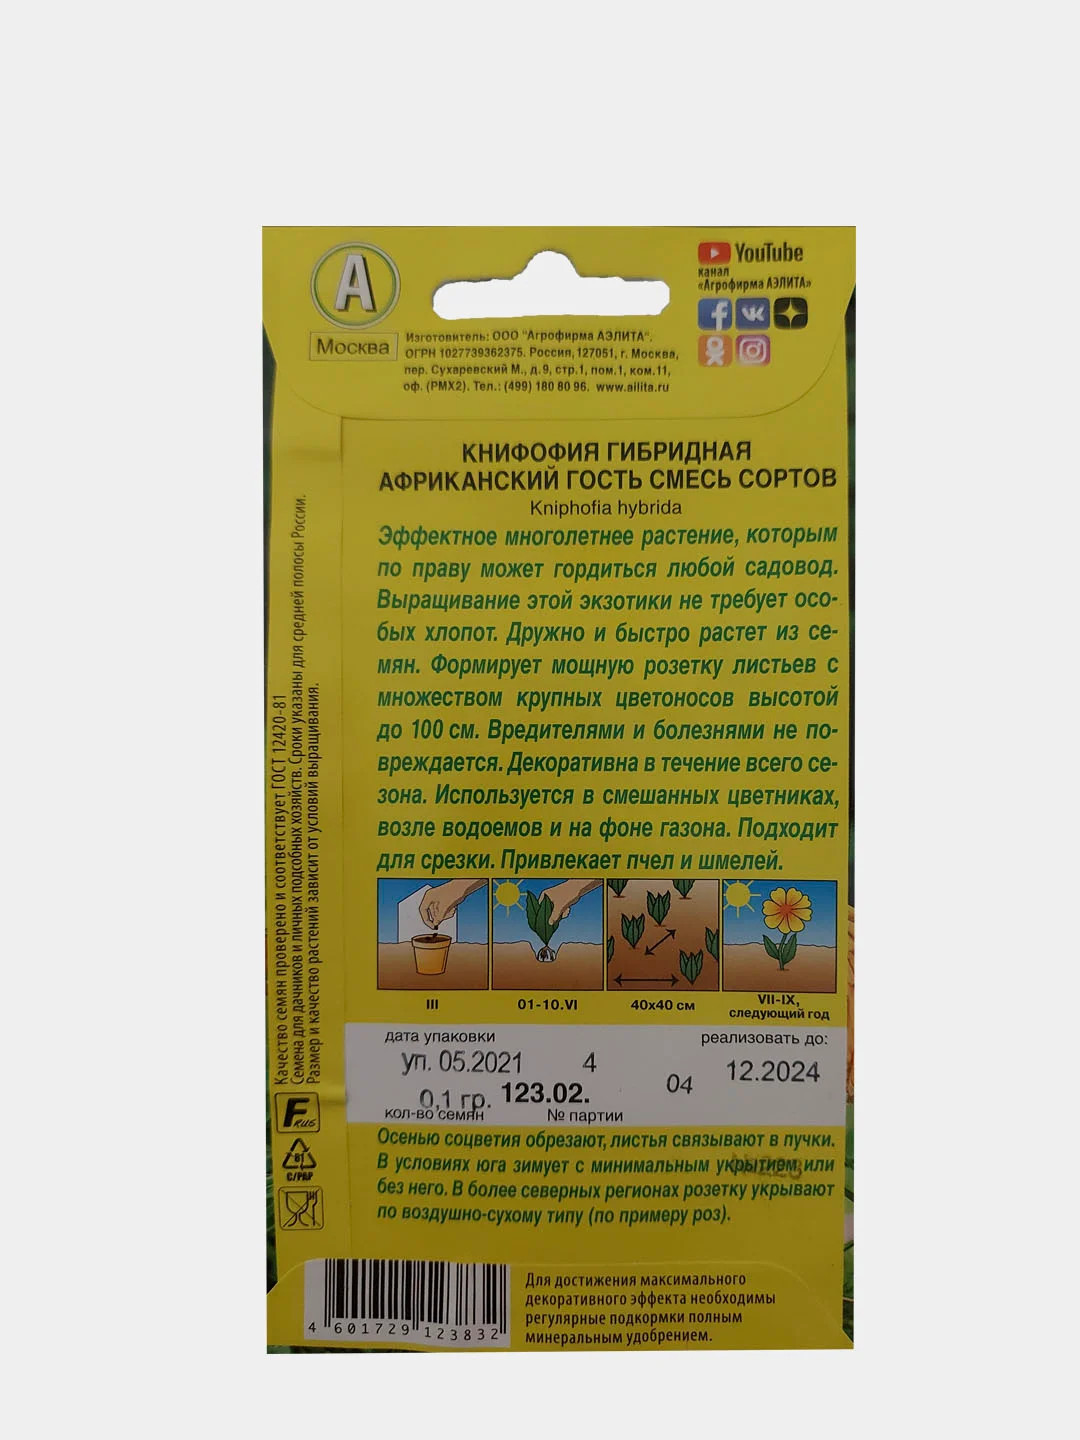 А
Москва
YouTube
канал
«Агрофирма АЭЛИТА»
Изготовитель: ООО "Агрофирма АЭЛИТА".
ОГРН 1027739362375. Россия, 127051, г. Москва,
пер. Сухаревский М., д.9, стр.1, пом.1, ком.11,
оф. (РМХ2). Тел.: (499) 180 80 96. www.ailita.ru
КНИФОФИЯ ГИБРИДНАЯ
АФРИКАНСКИЙ ГОСТЬ СМЕСЬ СОРТОВ
Kniphofia hybrida
Эффектное многолетнее растение, которым
по праву может гордиться любой садовод.
Выращивание этой экзотики не требует осо-
бых хлопот. Дружно и быстро растет из се-
мян. Формирует мощную розетку листьев с
множеством крупных цветоносов высотой
до 100 см. Вредителями и болезнями не по-
вреждается. Декоративна в течение всего се-
зона. Используется в смешанных цветниках,
возле водоемов и на фоне газона. Подходит
для срезки. Привлекает пчел и шмелей.
III
01-10.VI
40х40 см
VII-IX,
следующий год
дата упаковки
реализовать до:
уп. 05.2021 4
12.2024
0,1 гр. 123.02. 04
кол-во семян № партии
Осенью соцветия обрезают, листья связывают в пучки.
В условиях юга зимует с минимальным укрытием или
без него. В более северных регионах розетку укрывают
по воздушно-сухому типу (по примеру роз).
Качество семян проверено и соответствует ГОСТ 12420-81
Семена для дачников и личных подсобных хозяйств. Сроки указаны для средней полосы России.
Размер и качество растений зависит от условий выращивания.
F RUS
81
C/PAP
4 601729 123832
Для достижения максимального
декоративного эффекта необходимы
регулярные подкормки полным
минеральным удобрением.